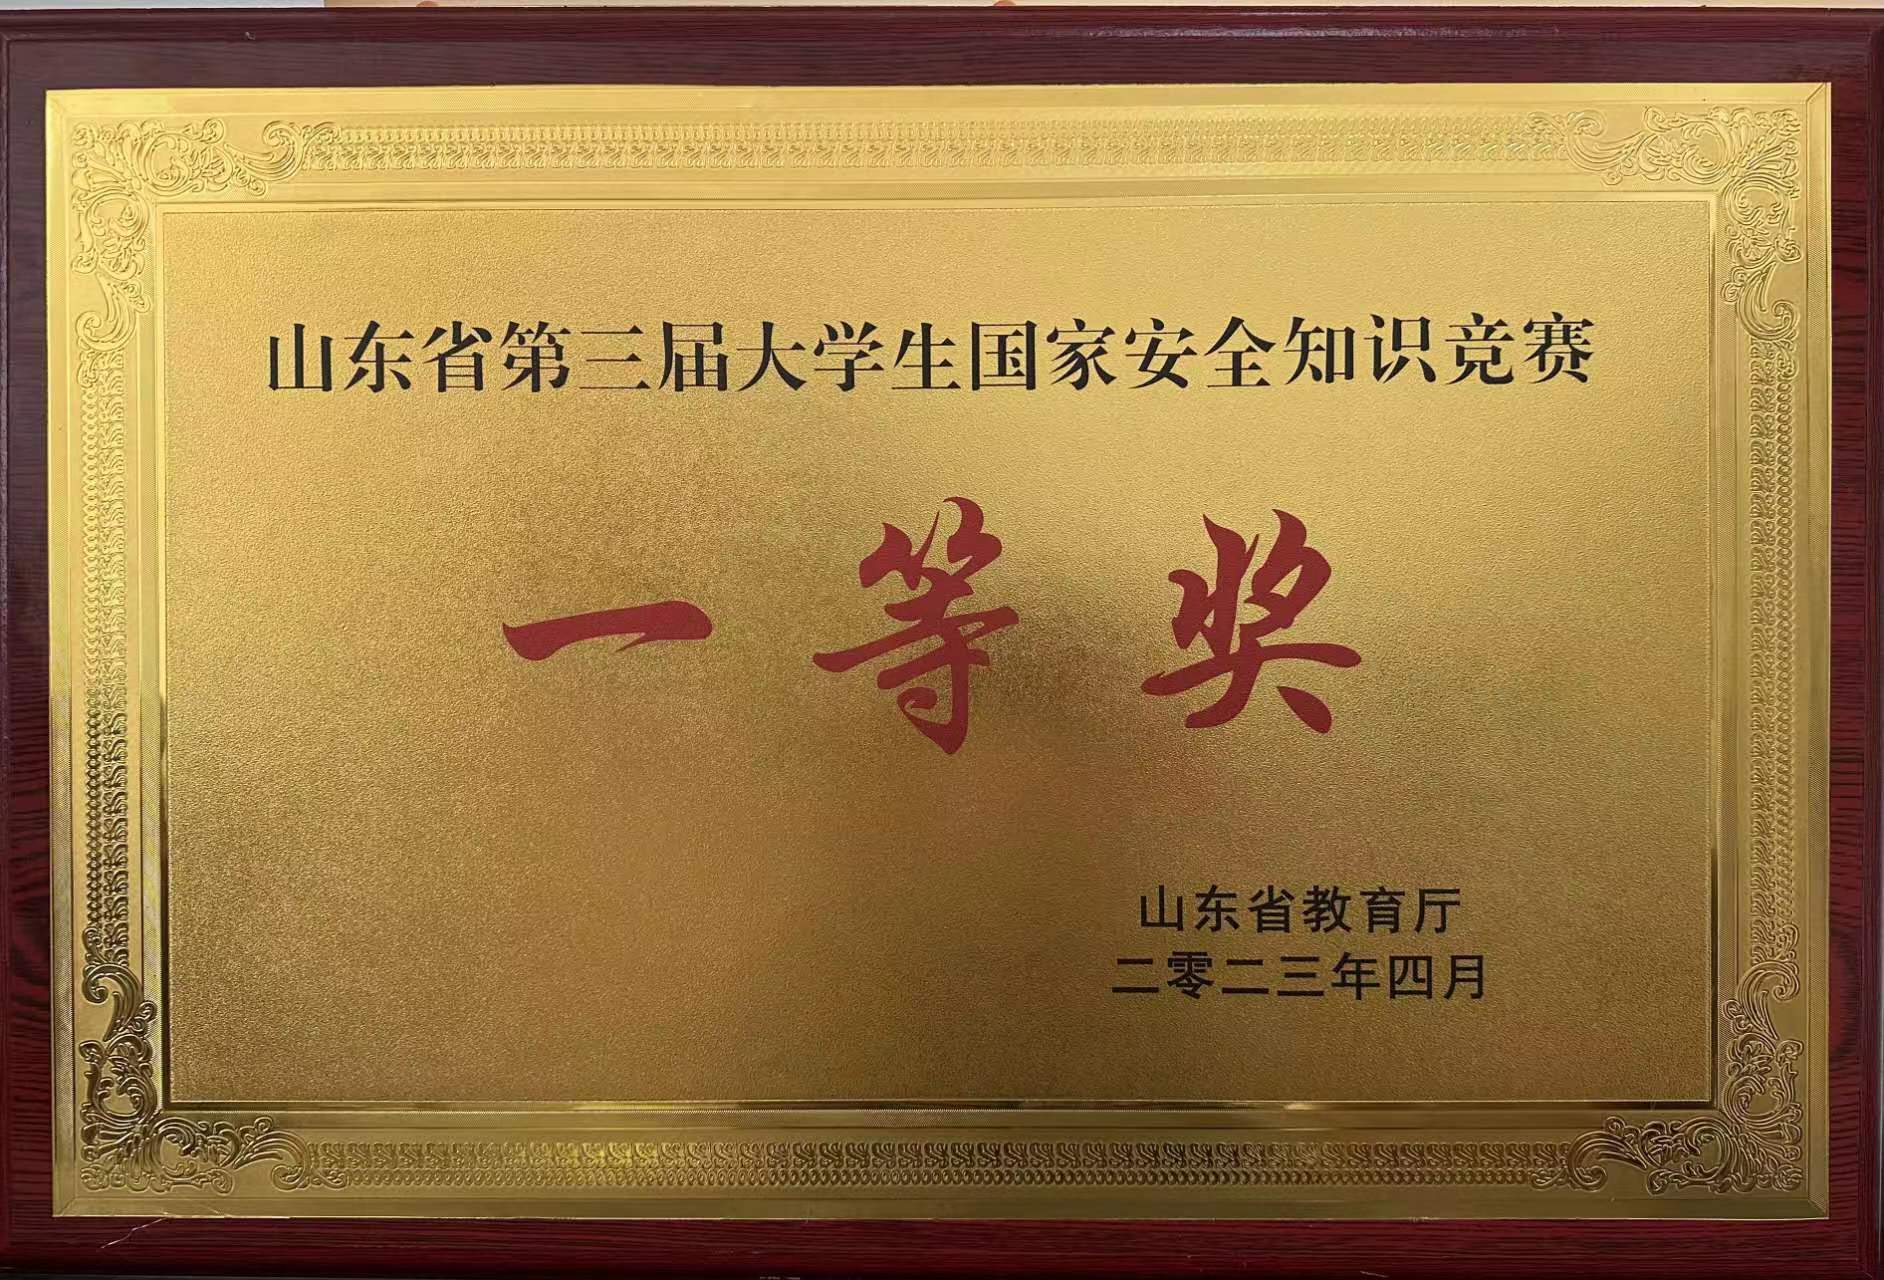 山东省第三届大学生国家安全知识竞赛
一等奖
山东省教育厅
二零二三年四月